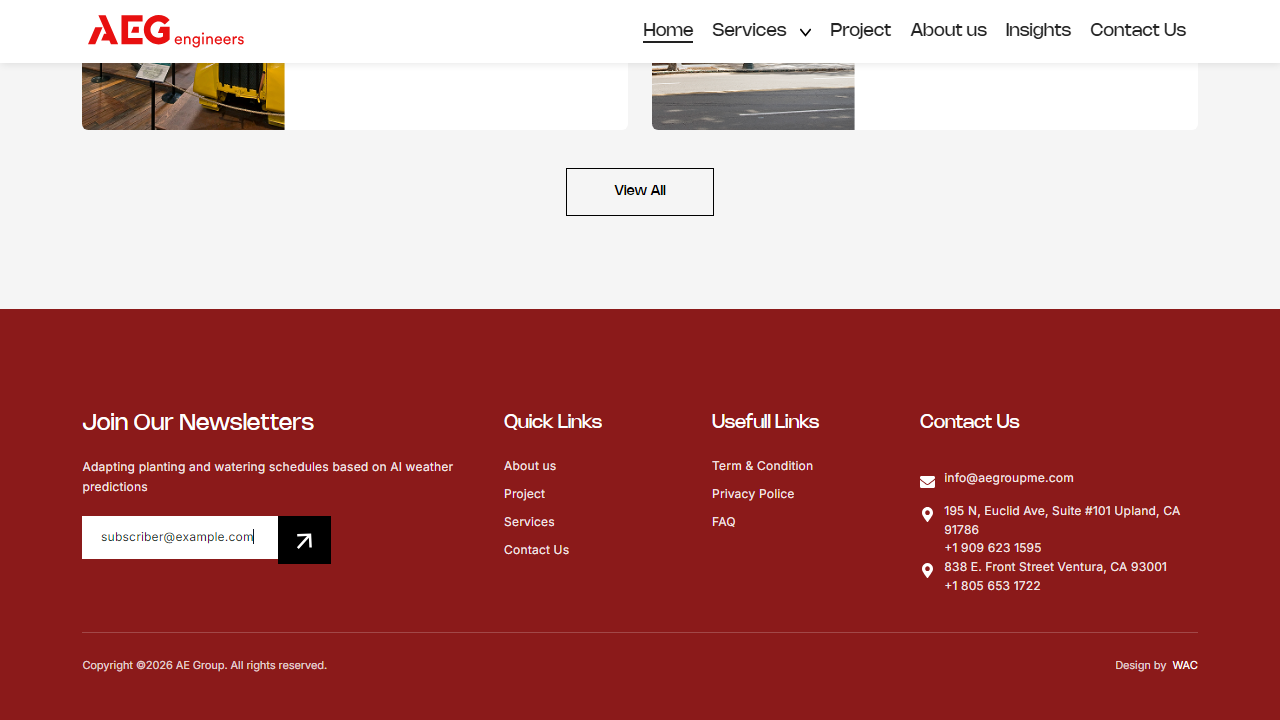 AEG engineers
Home Services Project About us Insights Contact Us
View All
Join Our Newsletters
Adapting planting and watering schedules based on AI weather
predictions
subscriber@example.com
Quick Links
About us
Project
Services
Contact Us
Usefull Links
Term & Condition
Privacy Police
FAQ
Contact Us
info@aegroupme.com
195 N, Euclid Ave, Suite #101 Upland, CA
91786
+1 909 623 1595
838 E. Front Street Ventura, CA 93001
+1 805 653 1722
Copyright ©2026 AE Group. All rights reserved.
Design by WAC